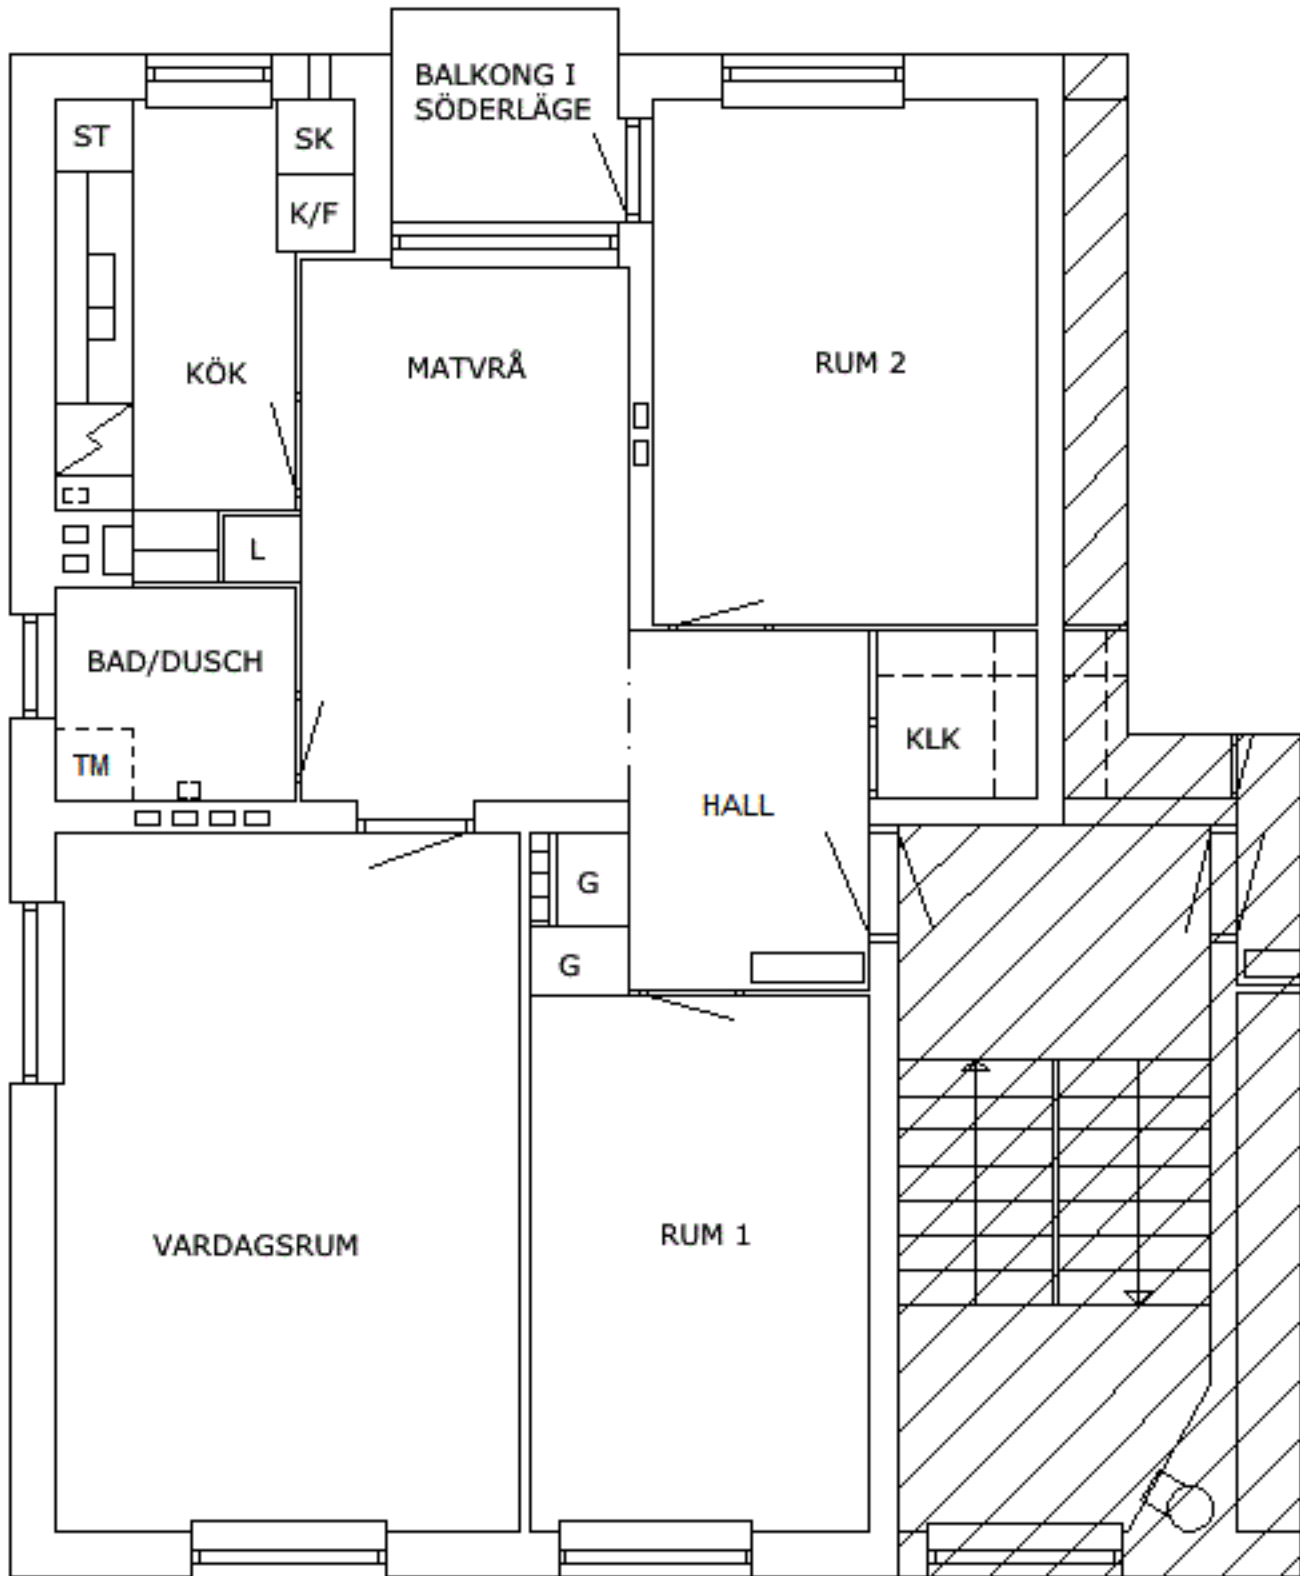 BALKONG I
SÖDERLÄGE
ST
SK
K/F
KÖK
MATVRÅ
RUM 2
L
BAD/DUSCH
TM
KLK
HALL
G
G
VARDAGSRUM
RUM 1